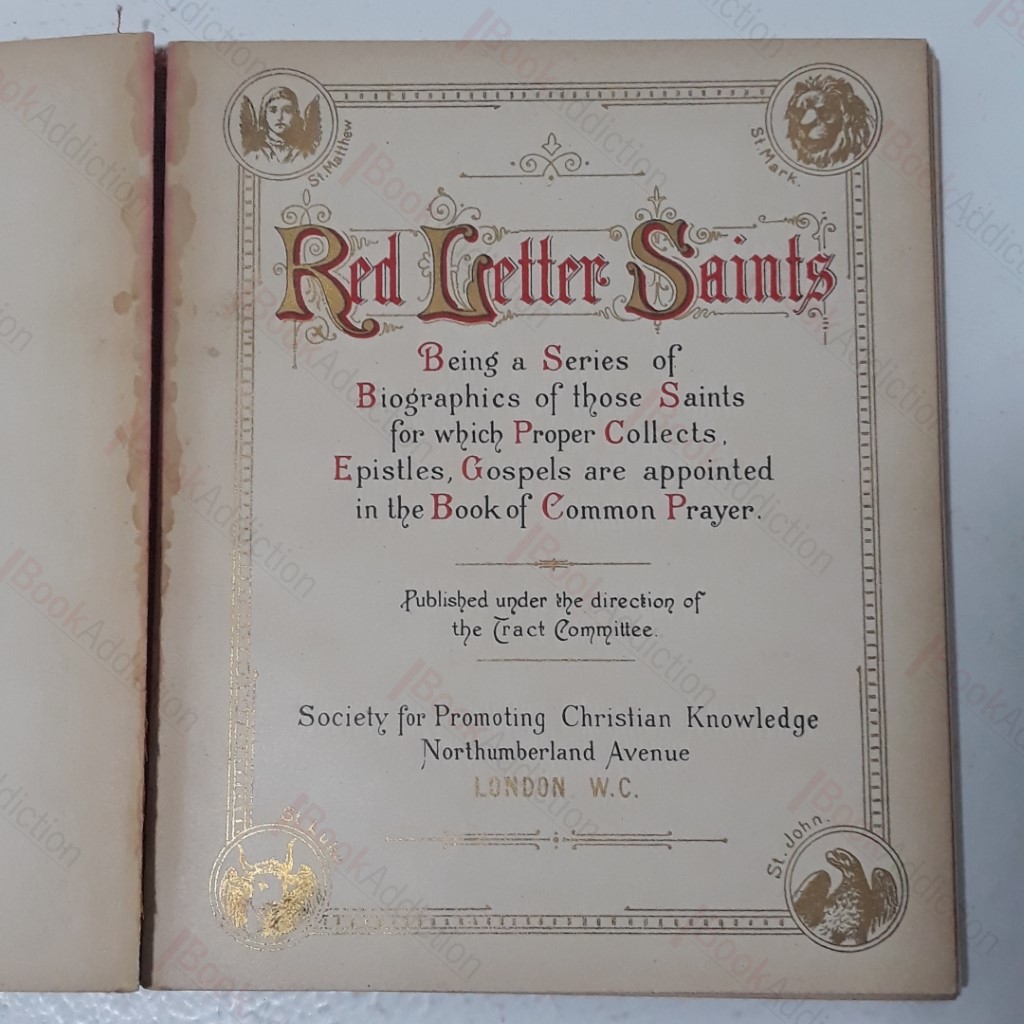 St. Matthew
St. Mark.
Red Letter Saints
Being a Series of
Biographics of those Saints
for which Proper Collects,
Epistles, Gospels are appointed
in the Book of Common Prayer.
Published under the direction of
the Tract Committee.
Society for Promoting Christian Knowledge
Northumberland Avenue
LONDON W.C.
St. Luke
St. John.
BookAddiction